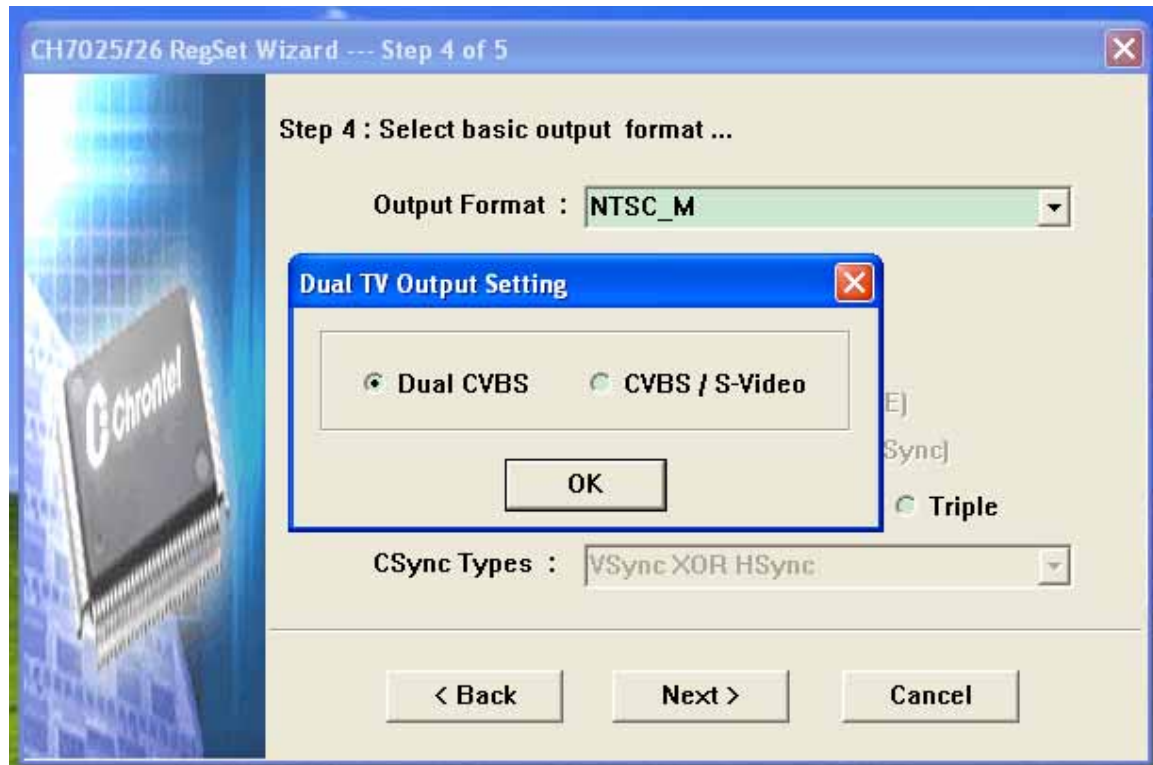 CH7025/26 RegSet Wizard --- Step 4 of 5
Step 4 : Select basic output format ...
Output Format : NTSC_M
Dual TV Output Setting
Dual CVBS CVBS / S-Video
E)
Sync)
OK
Triple
CSync Types : VSync XOR HSync
< Back Next > Cancel
Chrontel